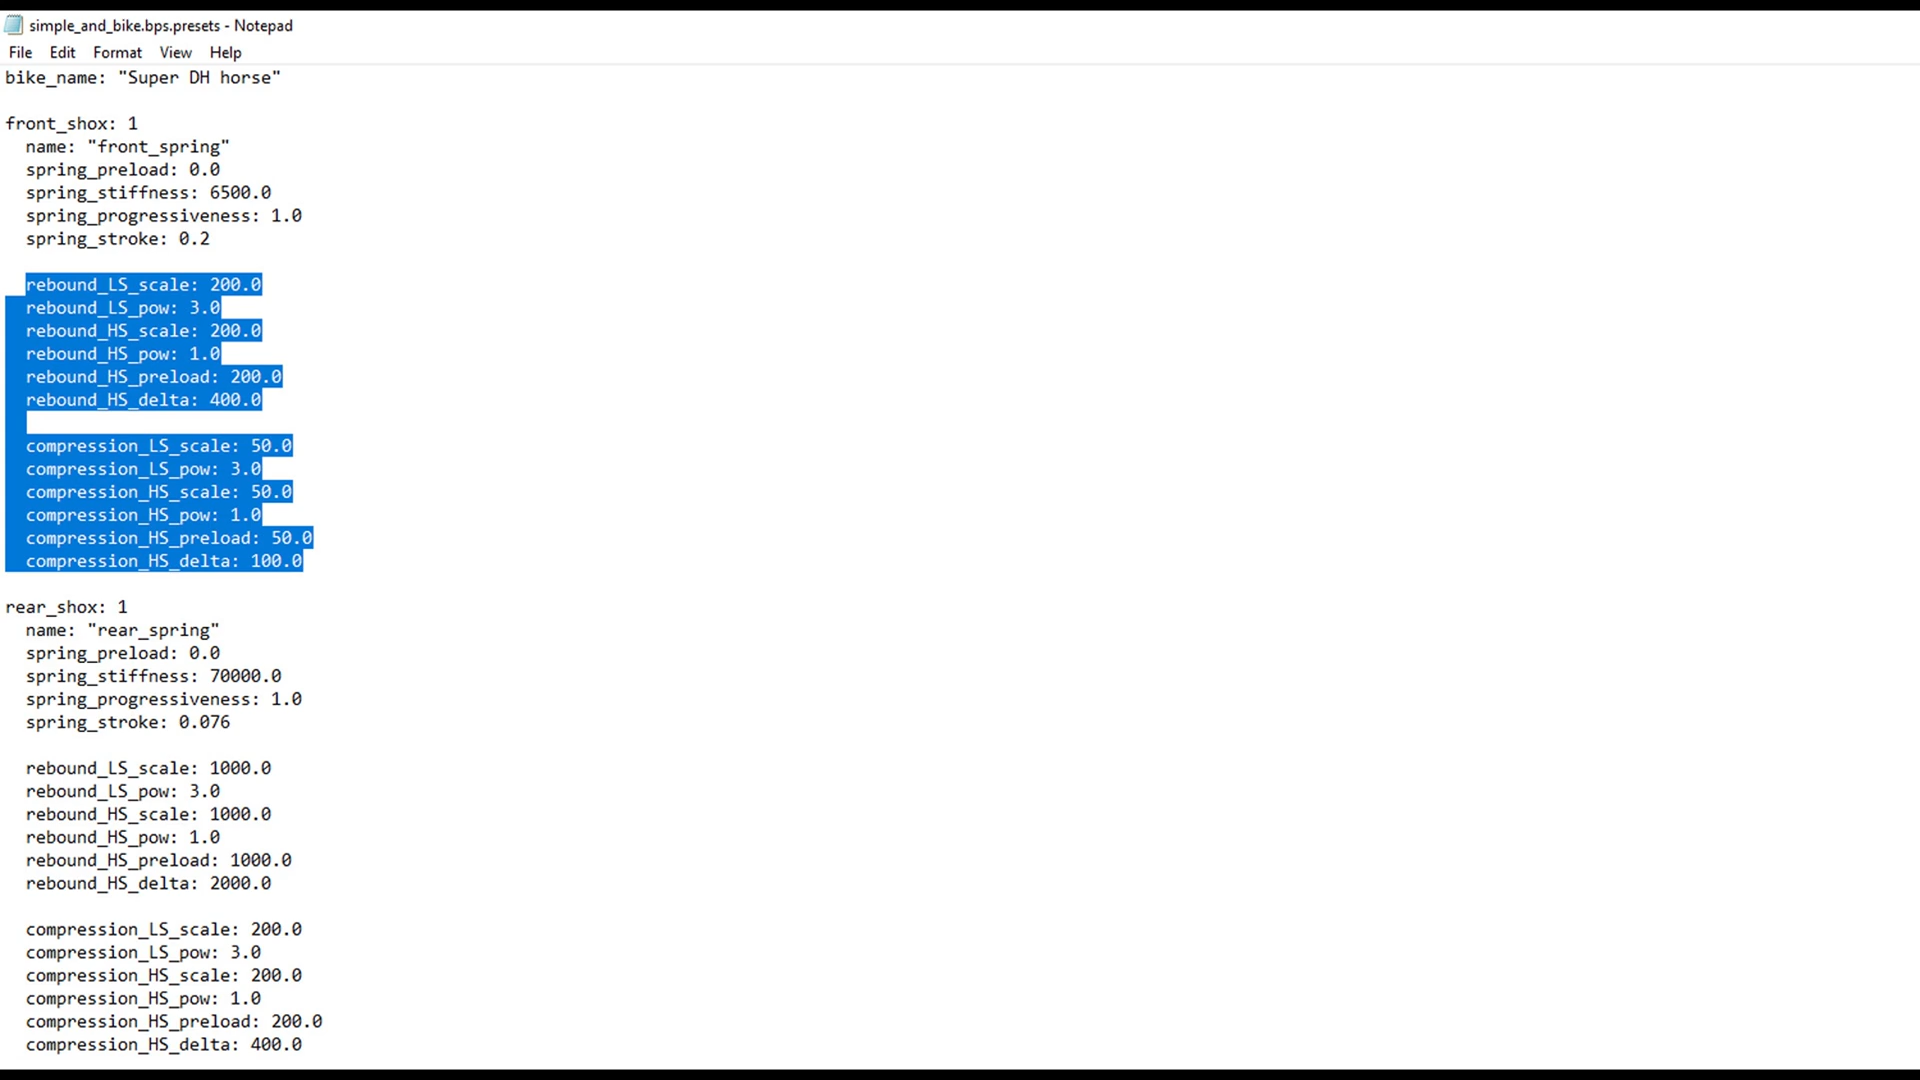 simple_and_bike.bps.presets - Notepad
File Edit Format View Help
bike_name: "Super DH horse"
front_shox: 1
name: "front_spring"
spring_preload: 0.0
spring_stiffness: 6500.0
spring_progressiveness: 1.0
spring_stroke: 0.2
rebound_LS_scale: 200.0
rebound_LS_pow: 3.0
rebound_HS_scale: 200.0
rebound_HS_pow: 1.0
rebound_HS_preload: 200.0
rebound_HS_delta: 400.0
compression_LS_scale: 50.0
compression_LS_pow: 3.0
compression_HS_scale: 50.0
compression_HS_pow: 1.0
compression_HS_preload: 50.0
compression_HS_delta: 100.0
rear_shox: 1
name: "rear_spring"
spring_preload: 0.0
spring_stiffness: 70000.0
spring_progressiveness: 1.0
spring_stroke: 0.076
rebound_LS_scale: 1000.0
rebound_LS_pow: 3.0
rebound_HS_scale: 1000.0
rebound_HS_pow: 1.0
rebound_HS_preload: 1000.0
rebound_HS_delta: 2000.0
compression_LS_scale: 200.0
compression_LS_pow: 3.0
compression_HS_scale: 200.0
compression_HS_pow: 1.0
compression_HS_preload: 200.0
compression_HS_delta: 400.0